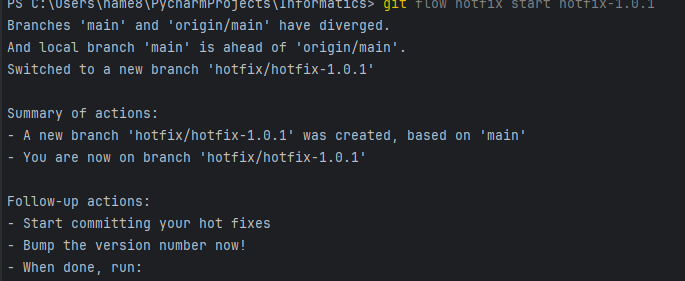 PS C:\Users\name8\PycharmProjects\Informatics> git flow hotfix start hotfix-1.0.1
Branches 'main' and 'origin/main' have diverged.
And local branch 'main' is ahead of 'origin/main'.
Switched to a new branch 'hotfix/hotfix-1.0.1'
Summary of actions:
- A new branch 'hotfix/hotfix-1.0.1' was created, based on 'main'
- You are now on branch 'hotfix/hotfix-1.0.1'
Follow-up actions:
- Start committing your hot fixes
- Bump the version number now!
- When done, run: